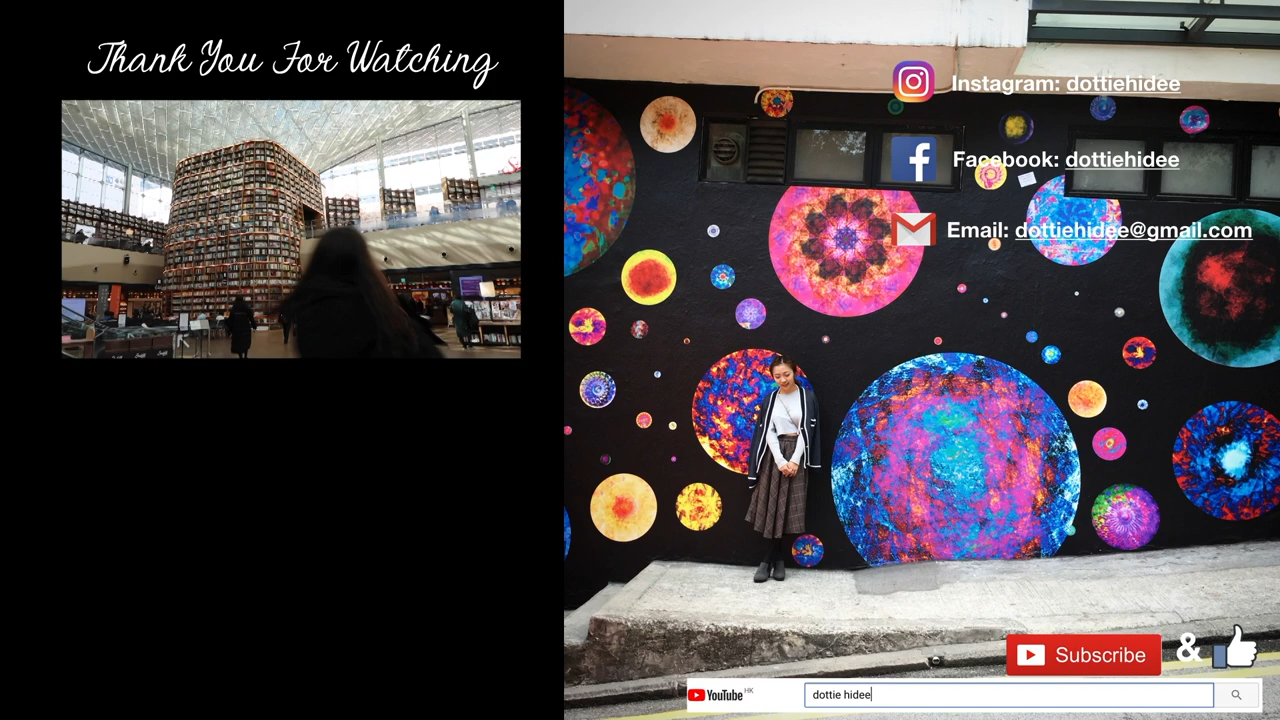 Thank You For Watching
Instagram: dottiehidee
Facebook: dottiehidee
Email: dottiehidee@gmail.com
Subscribe
&
YouTube HK
dottie hidee